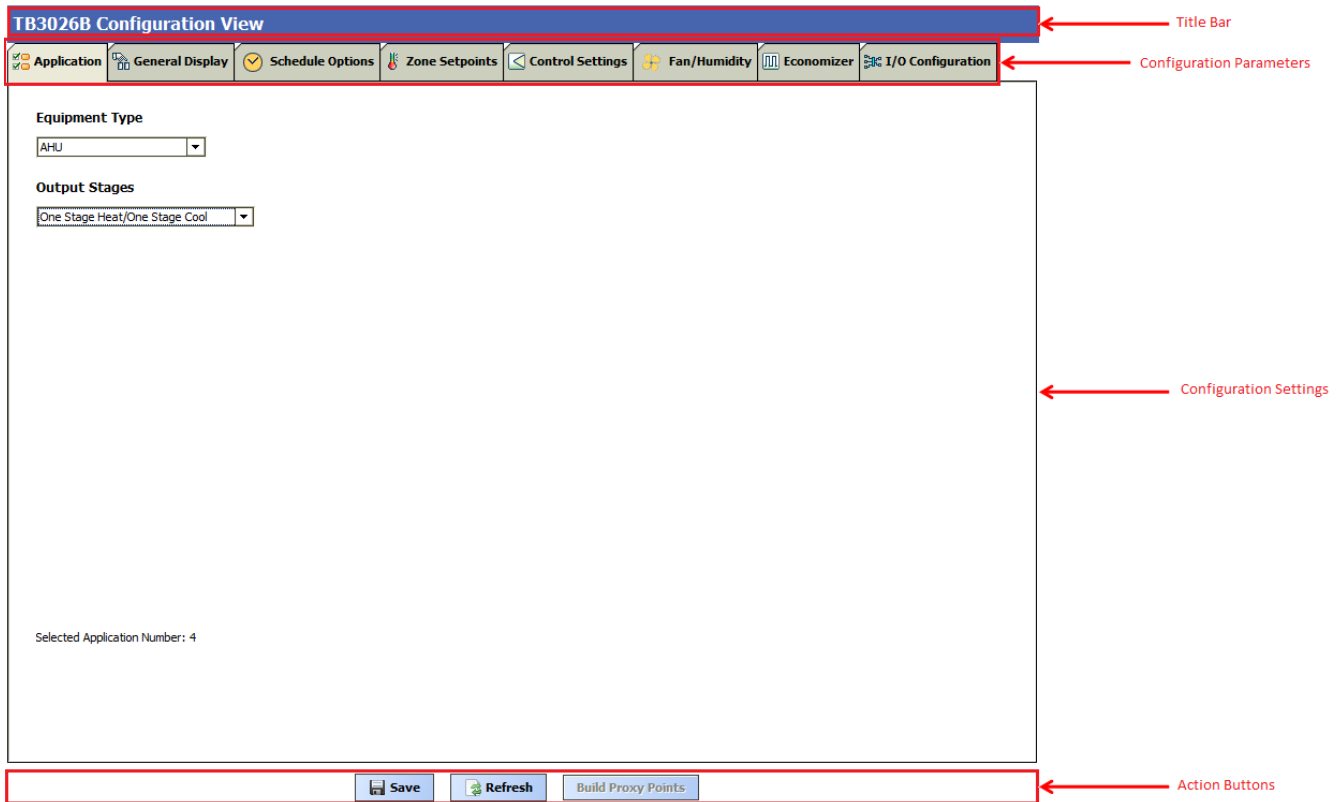 TB3026B Configuration View
Title Bar
Application General Display Schedule Options Zone Setpoints Control Settings Fan/Humidity Economizer I/O Configuration
Configuration Parameters
Equipment Type
AHU
Output Stages
One Stage Heat/One Stage Cool
Configuration Settings
Selected Application Number: 4
Save Refresh Build Proxy Points
Action Buttons